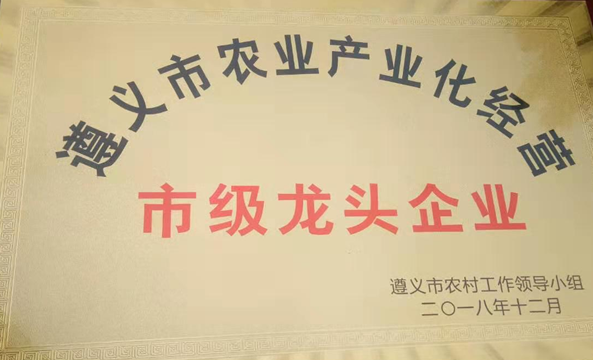 遵义市农业产业化经营
市级龙头企业
遵义市农村工作领导小组
二〇一八年十二月